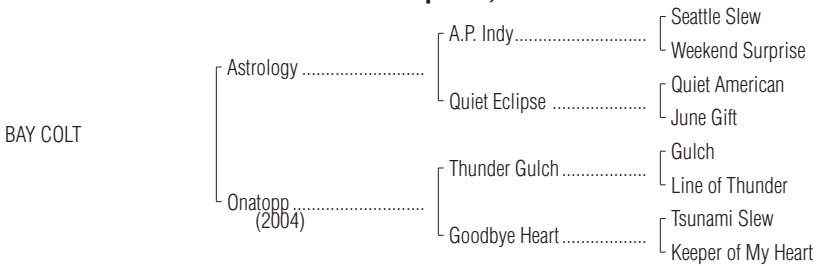 Seattle Slew
A.P. Indy............................
Weekend Surprise
Astrology ..........................
Quiet American
Quiet Eclipse ....................
June Gift
BAY COLT
Gulch
Thunder Gulch..................
Line of Thunder
Onatopp............................
(2004)
Tsunami Slew
Goodbye Heart..................
Keeper of My Heart